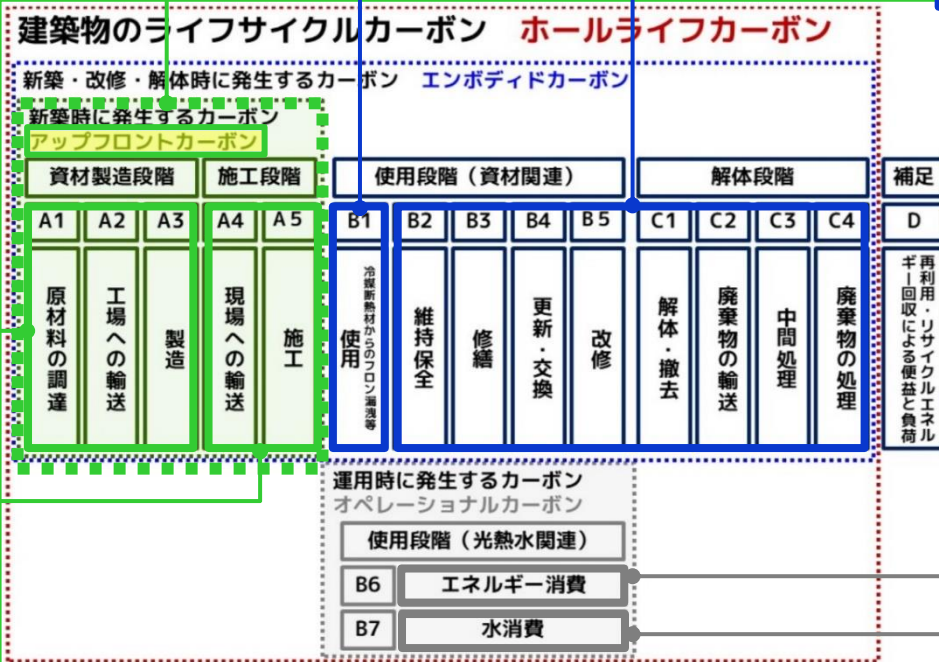 建築物のライフサイクルカーボン ホールライフカーボン
新築・改修・解体時に発生するカーボン エンボディドカーボン
新築時に発生するカーボン
アップフロントカーボン
資材製造段階 施工段階 使用段階（資材関連） 解体段階 補足
A1 A2 A3 A4 A5 B1 B2 B3 B4 B5 C1 C2 C3 C4 D
原材料の調達
工場への輸送
製造
現場への輸送
施工
使用
冷媒断熱材からのフロン漏洩等
維持保全
修繕
更新・交換
改修
解体・撤去
廃棄物の輸送
中間処理
廃棄物の処理
再利用・リサイクルエネル
ギー回収による便益と負荷
運用時に発生するカーボン
オペレーショナルカーボン
使用段階（光熱水関連）
B6 エネルギー消費
B7 水消費